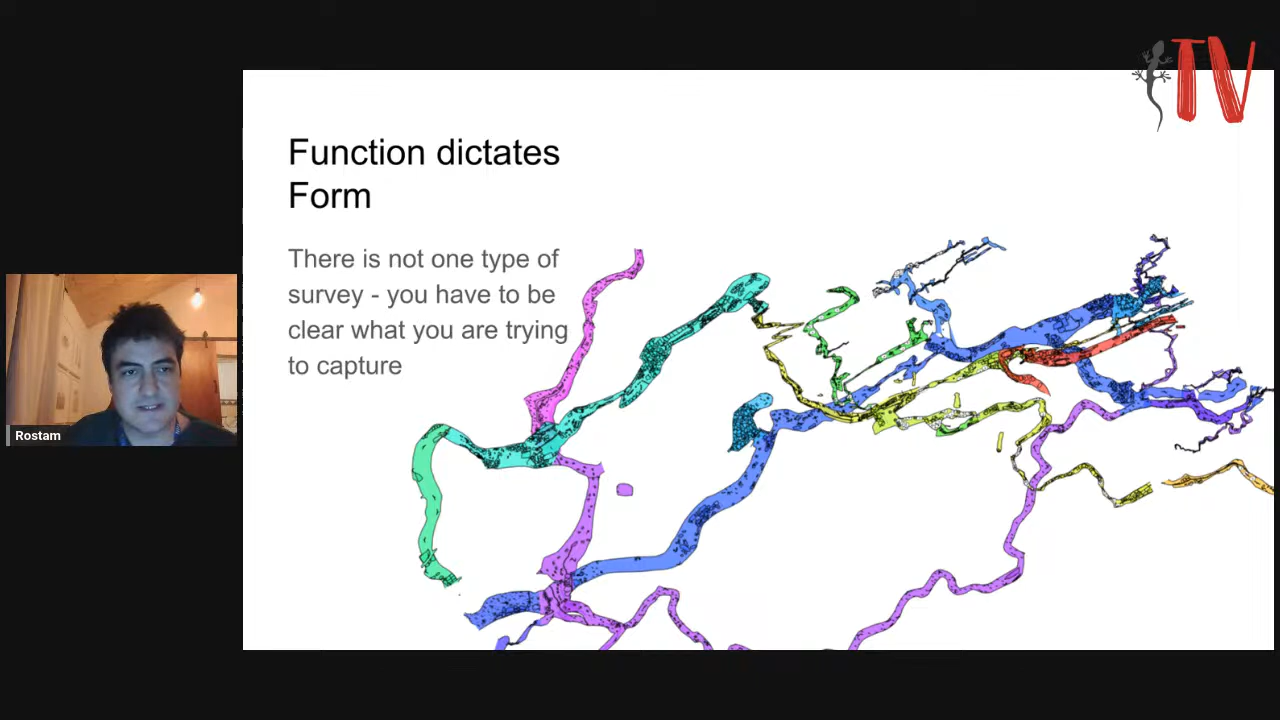 TV
Function dictates
Form
There is not one type of
survey - you have to be
clear what you are trying
to capture
Rostam